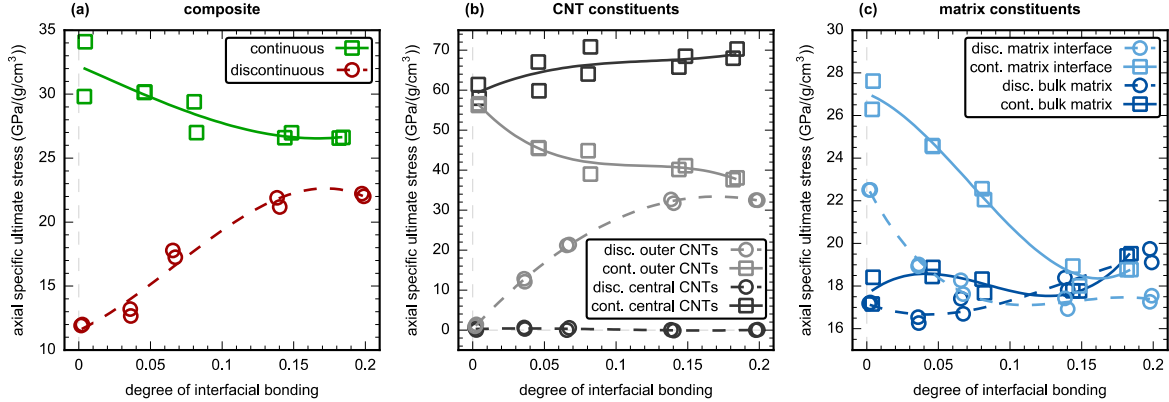 (a)
composite
axial specific ultimate stress (GPa/(g/cm³))
35
30
25
20
15
10
continuous
discontinuous
0
0.05
0.1
0.15
0.2
degree of interfacial bonding
(b)
CNT constituents
axial specific ultimate stress (GPa/(g/cm³))
70
60
50
40
30
20
10
0
disc. outer CNTs
cont. outer CNTs
disc. central CNTs
cont. central CNTs
0
0.05
0.1
0.15
0.2
degree of interfacial bonding
(c)
matrix constituents
axial specific ultimate stress (GPa/(g/cm³))
28
26
24
22
20
18
16
14
disc. matrix interface
cont. matrix interface
disc. bulk matrix
cont. bulk matrix
0
0.05
0.1
0.15
0.2
degree of interfacial bonding